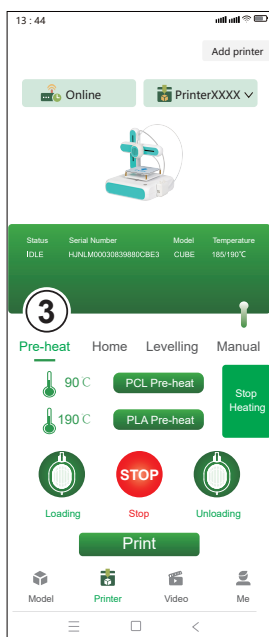 13 : 44
Add printer
Online
PrinterXXXX
Status Serial Number Model Temperature
IDLE HJNLM00030839880CBE3 CUBE 185/190℃
3
Pre-heat Home Levelling Manual
90℃ PCL Pre-heat
Stop
Heating
190℃ PLA Pre-heat
STOP
Loading Stop Unloading
Print
Model Printer Video Me